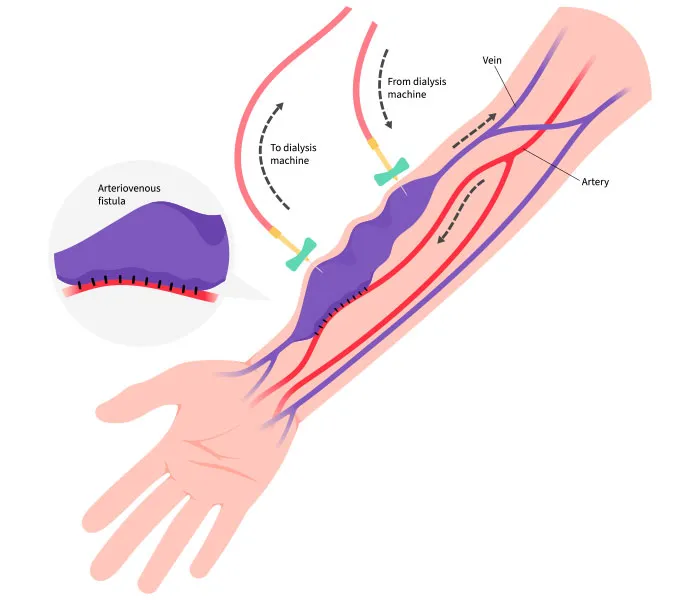 Vein
From dialysis
machine
To dialysis
machine
Arteriovenous
fistula
Artery